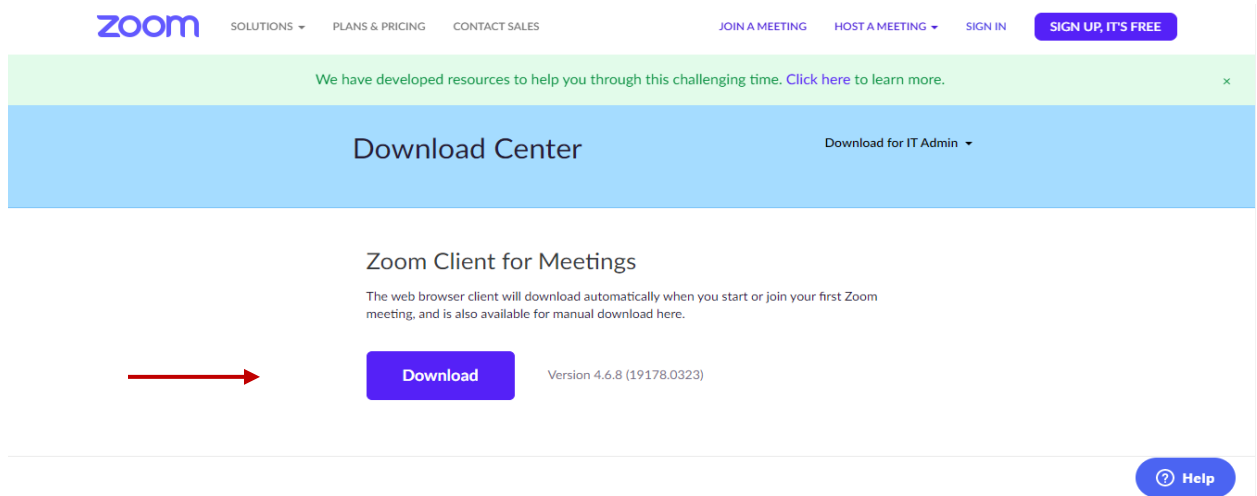 zoom SOLUTIONS PLANS & PRICING CONTACT SALES JOIN A MEETING HOST A MEETING SIGN IN SIGN UP, IT'S FREE
We have developed resources to help you through this challenging time. Click here to learn more. ×
Download Center Download for IT Admin
Zoom Client for Meetings
The web browser client will download automatically when you start or join your first Zoom
meeting, and is also available for manual download here.
Download Version 4.6.8 (19178.0323)
? Help